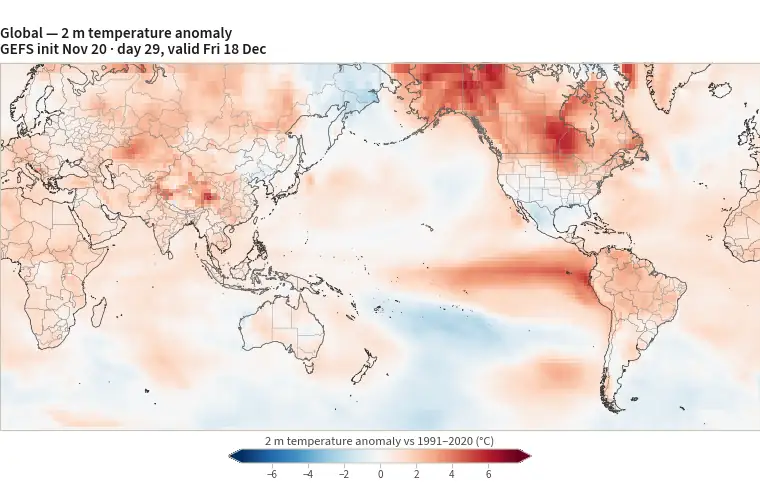 Global — 2 m temperature anomaly
GEFS init Nov 20 · day 29, valid Fri 18 Dec
2 m temperature anomaly vs 1991–2020 (°C)
−6 −4 −2 0 2 4 6